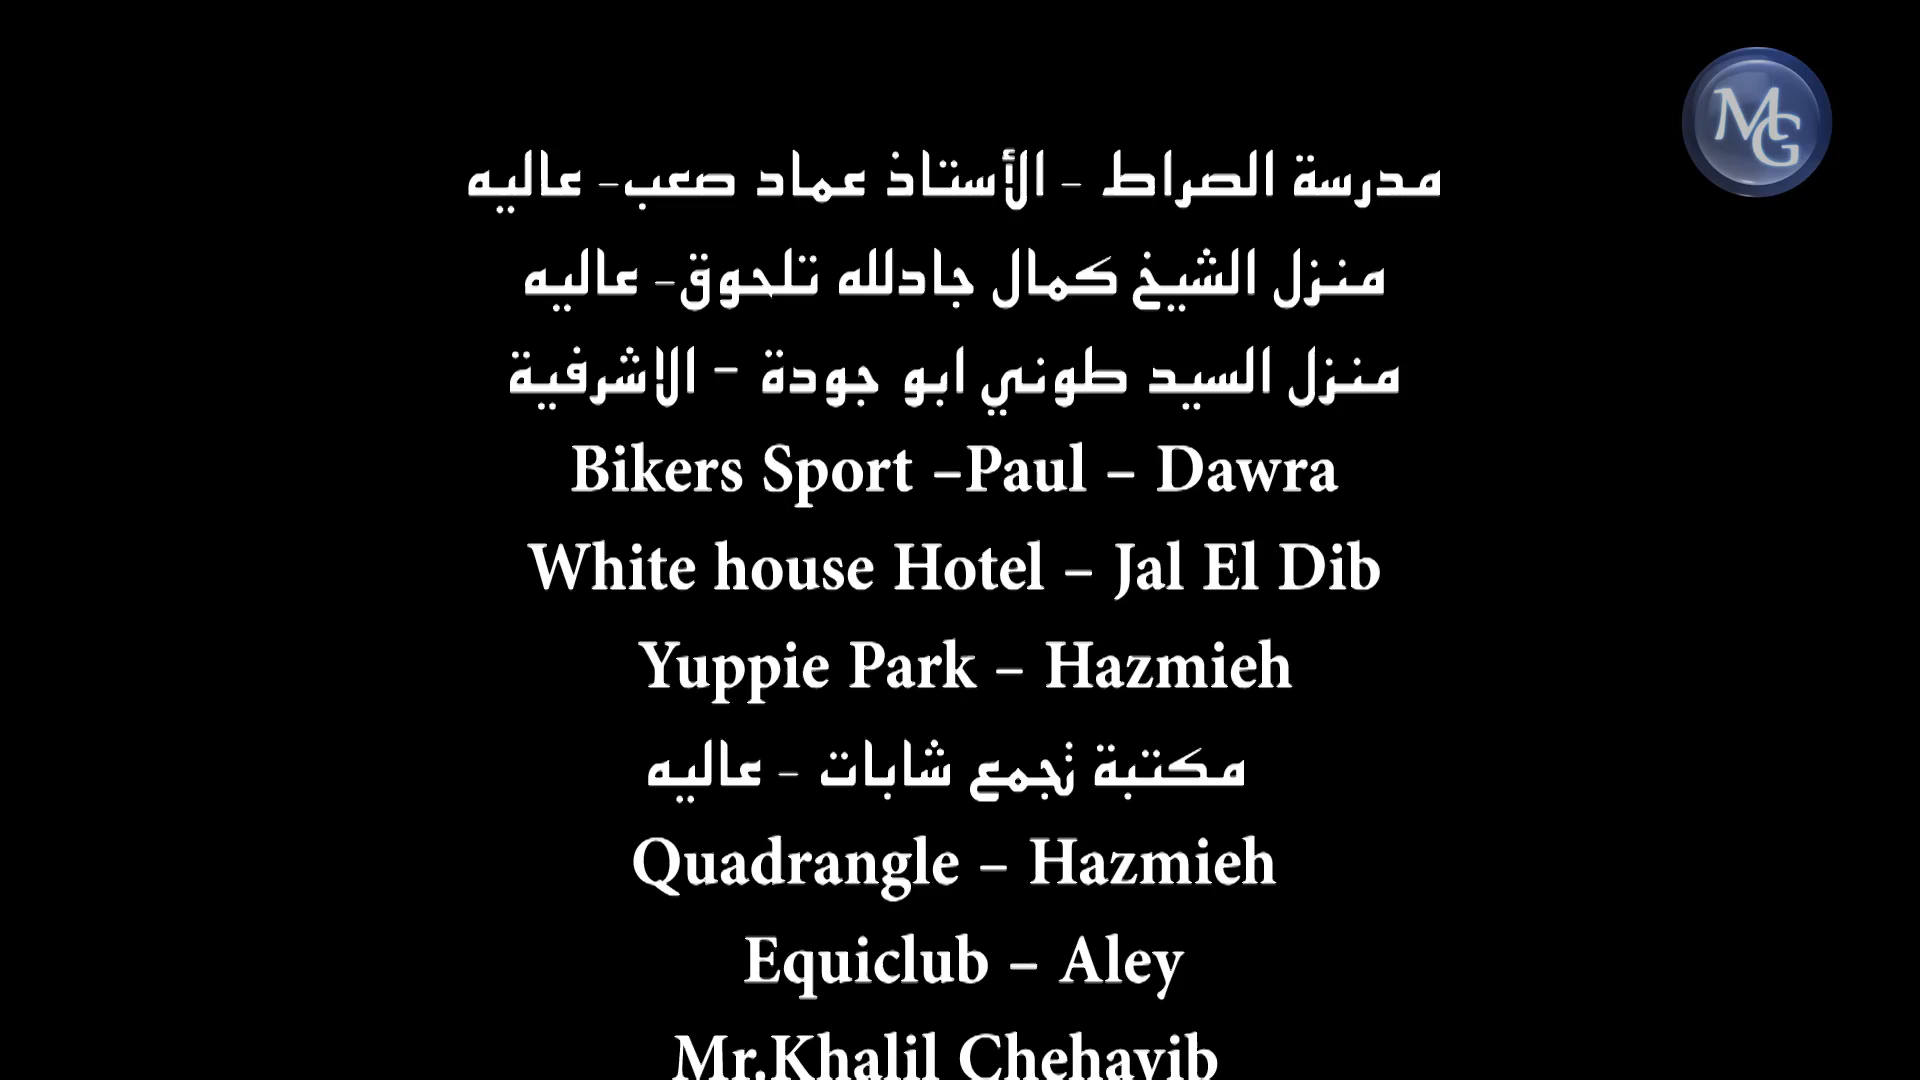 MG
مدرسة الصراط - الأستاذ عماد صعب- عاليه
منزل الشيخ كمال جادلله تلحوق- عاليه
منزل السيد طوني ابو جودة - الاشرفية
Bikers Sport –Paul – Dawra
White house Hotel – Jal El Dib
Yuppie Park – Hazmieh
مكتبة تجمع شابات - عاليه
Quadrangle – Hazmieh
Equiclub – Aley
Mr.Khalil Chehayib